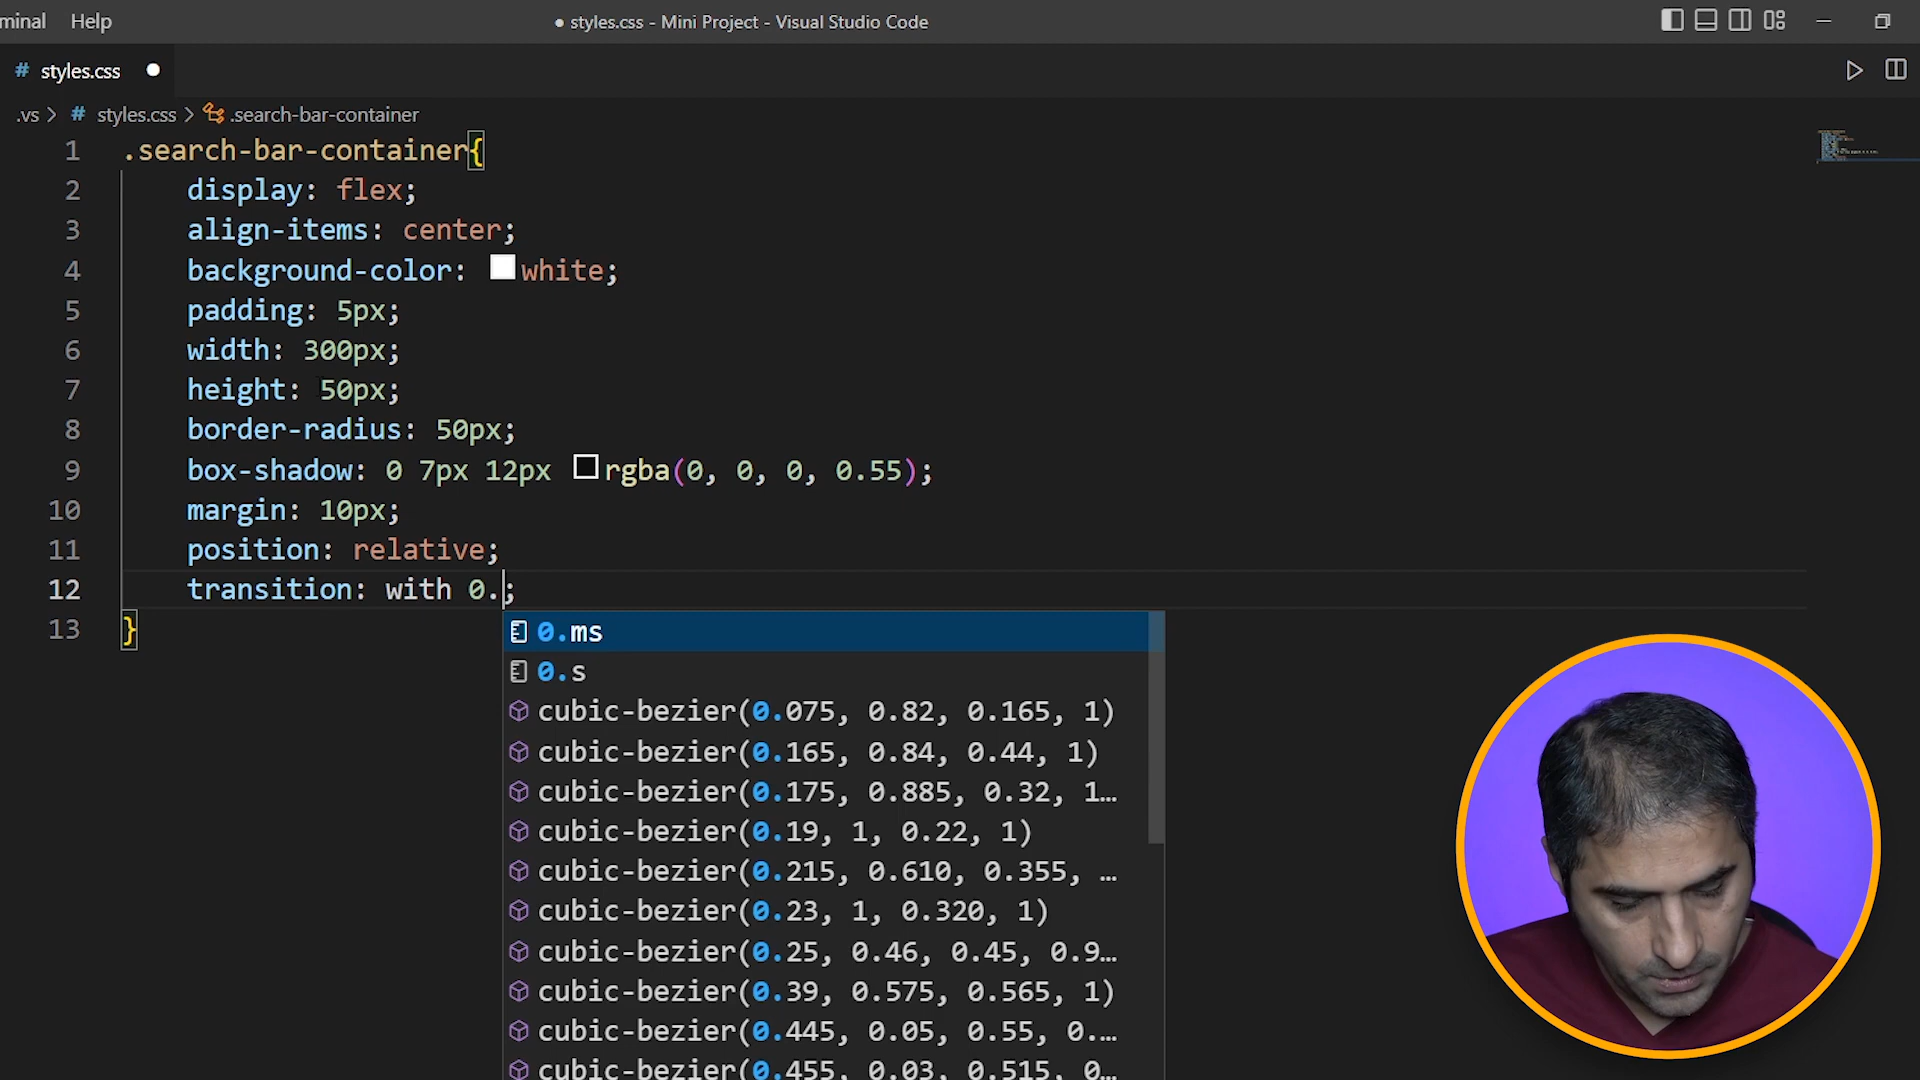 minal Help
● styles.css - Mini Project - Visual Studio Code
# styles.css ●
.vs > # styles.css > .search-bar-container
1 .search-bar-container{
2 display: flex;
3 align-items: center;
4 background-color: white;
5 padding: 5px;
6 width: 300px;
7 height: 50px;
8 border-radius: 50px;
9 box-shadow: 0 7px 12px rgba(0, 0, 0, 0.55);
10 margin: 10px;
11 position: relative;
12 transition: with 0.;
13 }
0.ms
0.s
cubic-bezier(0.075, 0.82, 0.165, 1)
cubic-bezier(0.165, 0.84, 0.44, 1)
cubic-bezier(0.175, 0.885, 0.32, 1…
cubic-bezier(0.19, 1, 0.22, 1)
cubic-bezier(0.215, 0.610, 0.355, …
cubic-bezier(0.23, 1, 0.320, 1)
cubic-bezier(0.25, 0.46, 0.45, 0.9…
cubic-bezier(0.39, 0.575, 0.565, 1)
cubic-bezier(0.445, 0.05, 0.55, 0.…
cubic-bezier(0.455, 0.03, 0.515, 0…